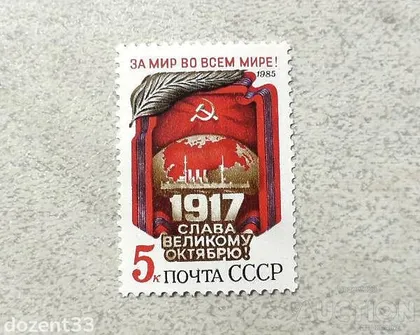 ЗА МИР ВО ВСЕМ МИРЕ!
1985
1917
СЛАВА
ВЕЛИКОМУ
ОКТЯБРЮ!
5к ПОЧТА СССР
dozent33